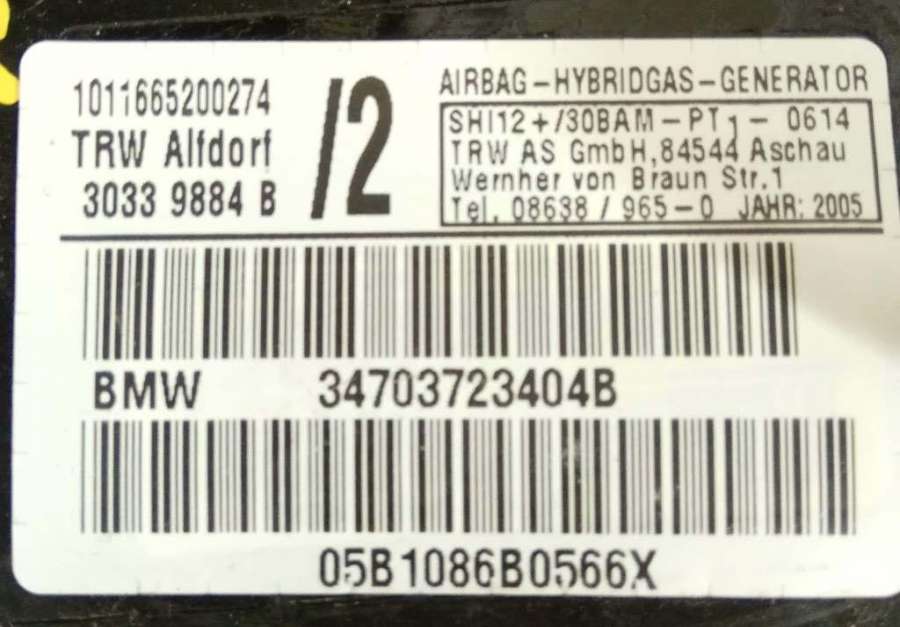 1011665200274
TRW Alfdorf
3033 9884 B
/2
AIRBAG-HYBRIDGAS-GENERATOR
SHI12+/30BAM-PT1-0614
TRW AS GmbH,84544 Aschau
Wernher von Braun Str.1
Tel. 08638 / 965-0 JAHR: 2005
BMW 34703723404B
05B1086B0566X